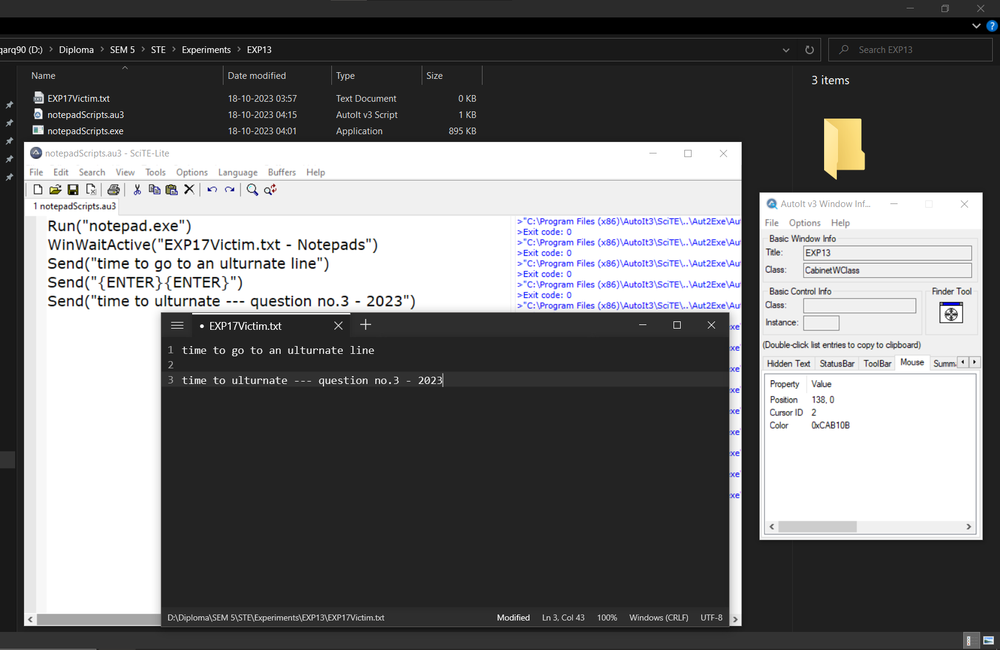 qarq90 (D:) > Diploma > SEM 5 > STE > Experiments > EXP13
Search EXP13
Name Date modified Type Size
EXP17Victim.txt 18-10-2023 03:57 Text Document 0 KB
notepadScripts.au3 18-10-2023 04:15 AutoIt v3 Script 1 KB
notepadScripts.exe 18-10-2023 04:01 Application 895 KB
3 items
notepadScripts.au3 - SciTE-Lite
File Edit Search View Tools Options Language Buffers Help
1 notepadScripts.au3
Run("notepad.exe")
WinWaitActive("EXP17Victim.txt - Notepads")
Send("time to go to an ulturnate line")
Send("{ENTER}{ENTER}")
Send("time to ulturnate --- question no.3 - 2023")
>"C:\Program Files (x86)\AutoIt3\SciTE\..\Aut2Exe\Aut
>Exit code: 0
>"C:\Program Files (x86)\AutoIt3\SciTE\..\Aut2Exe\Aut
>Exit code: 0
>"C:\Program Files (x86)\AutoIt3\SciTE\..\Aut2Exe\Aut
>Exit code: 0
>"C:\Program Files (x86)\AutoIt3\SciTE\..\Aut2Exe\Aut
>Exit code: 0
>"C:\Program Files (x86)\AutoIt3\SciTE\..\Aut2Exe\Aut
xe'
xe'
xe'
xe'
xe'
xe'
xe'
xe'
xe'
EXP17Victim.txt
1 time to go to an ulturnate line
2
3 time to ulturnate --- question no.3 - 2023
D:\Diploma\SEM 5\STE\Experiments\EXP13\EXP17Victim.txt Modified Ln 3, Col 43 100% Windows (CRLF) UTF-8
AutoIt v3 Window Inf...
File Options Help
Basic Window Info
Title: EXP13
Class: CabinetWClass
Basic Control Info
Class:
Instance:
Finder Tool
(Double-click list entries to copy to clipboard)
Hidden Text StatusBar ToolBar Mouse Summ
Property Value
Position 138, 0
Cursor ID 2
Color 0xCAB10B